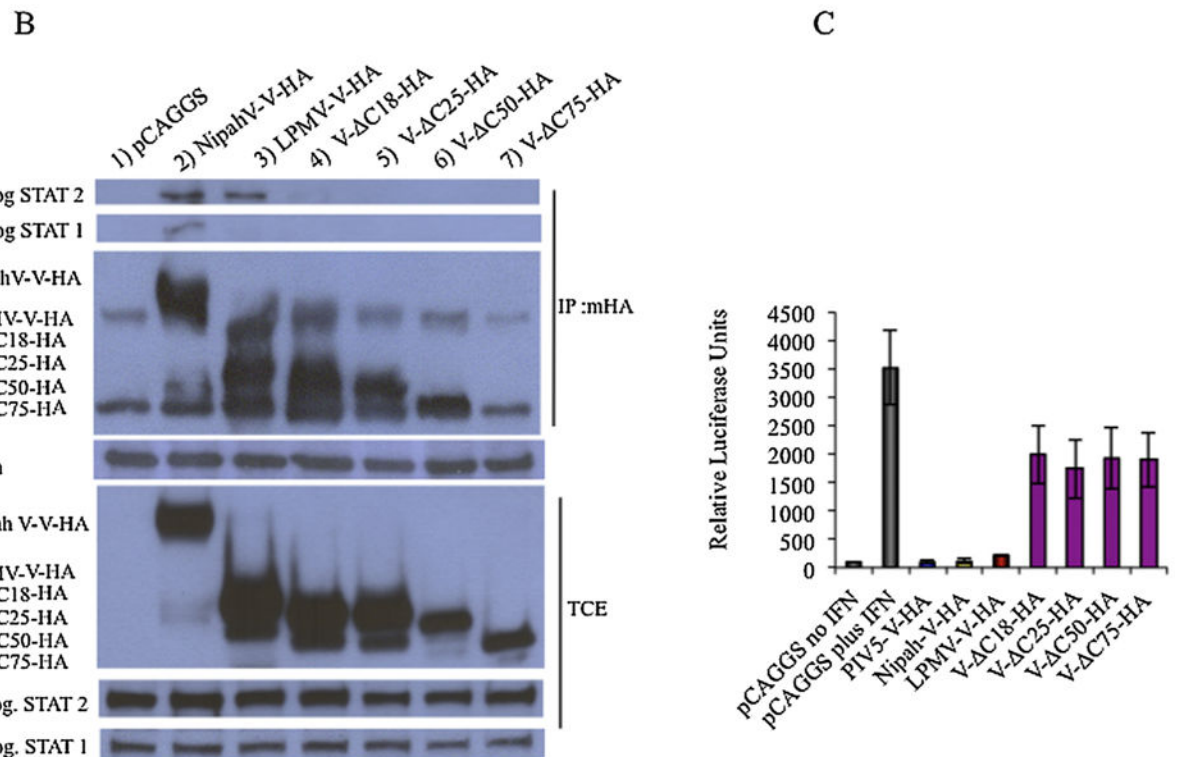 B
C
1) pCAGGS
2) NipahV-V-HA
3) LPMV-V-HA
4) V-ΔC18-HA
5) V-ΔC25-HA
6) V-ΔC50-HA
7) V-ΔC75-HA
og STAT 2
og STAT 1
hV-V-HA
IV-V-HA
C18-HA
C25-HA
C50-HA
C75-HA
IP :mHA
n
ah V-V-HA
IV-V-HA
C18-HA
C25-HA
C50-HA
C75-HA
TCE
og. STAT 2
og. STAT 1
Relative Luciferase Units
4500
4000
3500
3000
2500
2000
1500
1000
500
0
pCAGGS no IFN
pCAGGS plus IFN
PIV5- V-HA
Nipah-V-HA
LPMV-V-HA
V-ΔC18-HA
V-ΔC25-HA
V-ΔC50-HA
V-ΔC75-HA